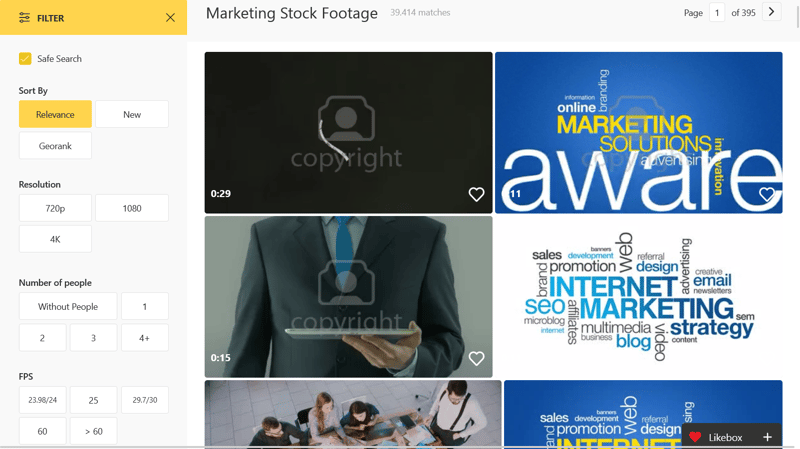 FILTER
Safe Search
Sort By
Relevance
New
Georank
Resolution
720p
1080
4K
Number of people
Without People
1
2
3
4+
FPS
23.98/24
25
29.7/30
60
> 60
Marketing Stock Footage
39.414 matches
Page 1 of 395
copyright
0:29
information
online
branding
MARKETING
SOLUTIONS
advertising
innovation
aware
11
copyright
0:15
banners
sales development web referral
brand promotion design advertising
creative
INTERNET email
newsletters
seo affiliates MARKETING sem
microblog multimedia video strategy
internet business blog content
copyright
banners
sales development web referral
brand promotion design advertising
Likebox